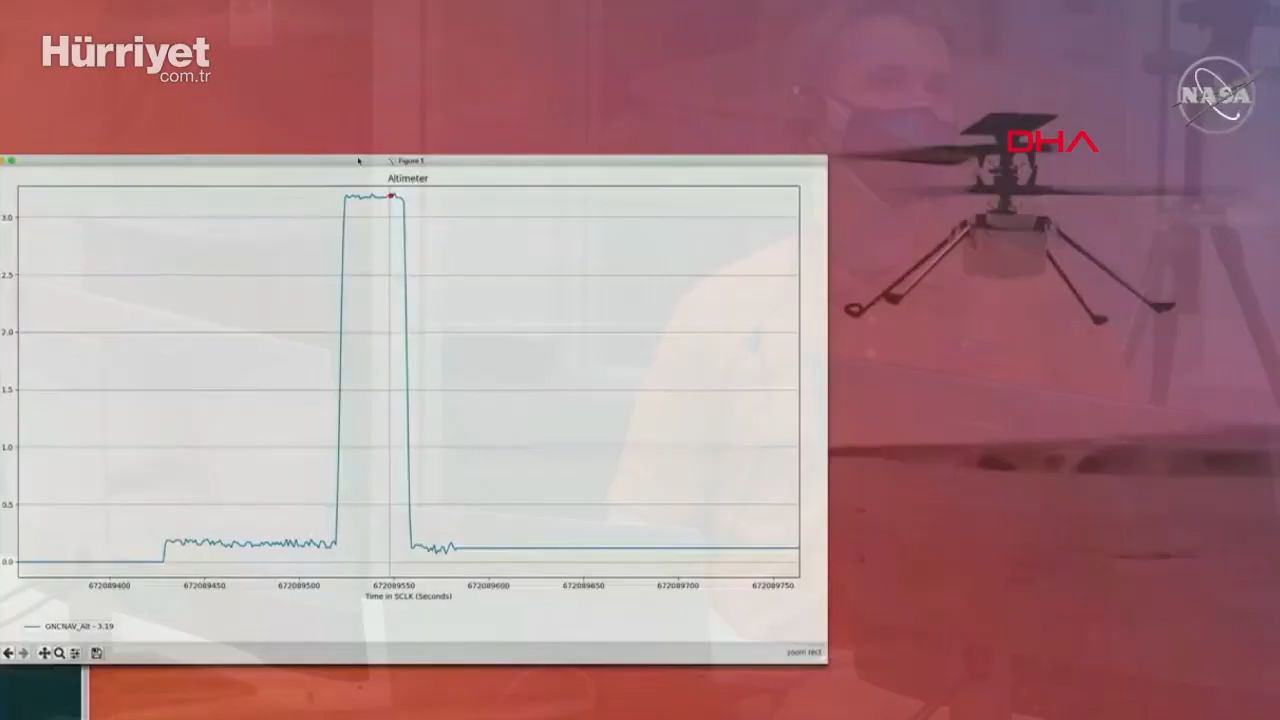 Hürriyet
com.tr
NASA
DHA
Figure 1
Altimeter
3.0
2.5
2.0
1.5
1.0
0.5
0.0
672089400 672089450 672089500 672089550 672089600 672089650 672089700 672089750
Time in SCLK (Seconds)
GNCNAV_Alt - 3.19
zoom rect